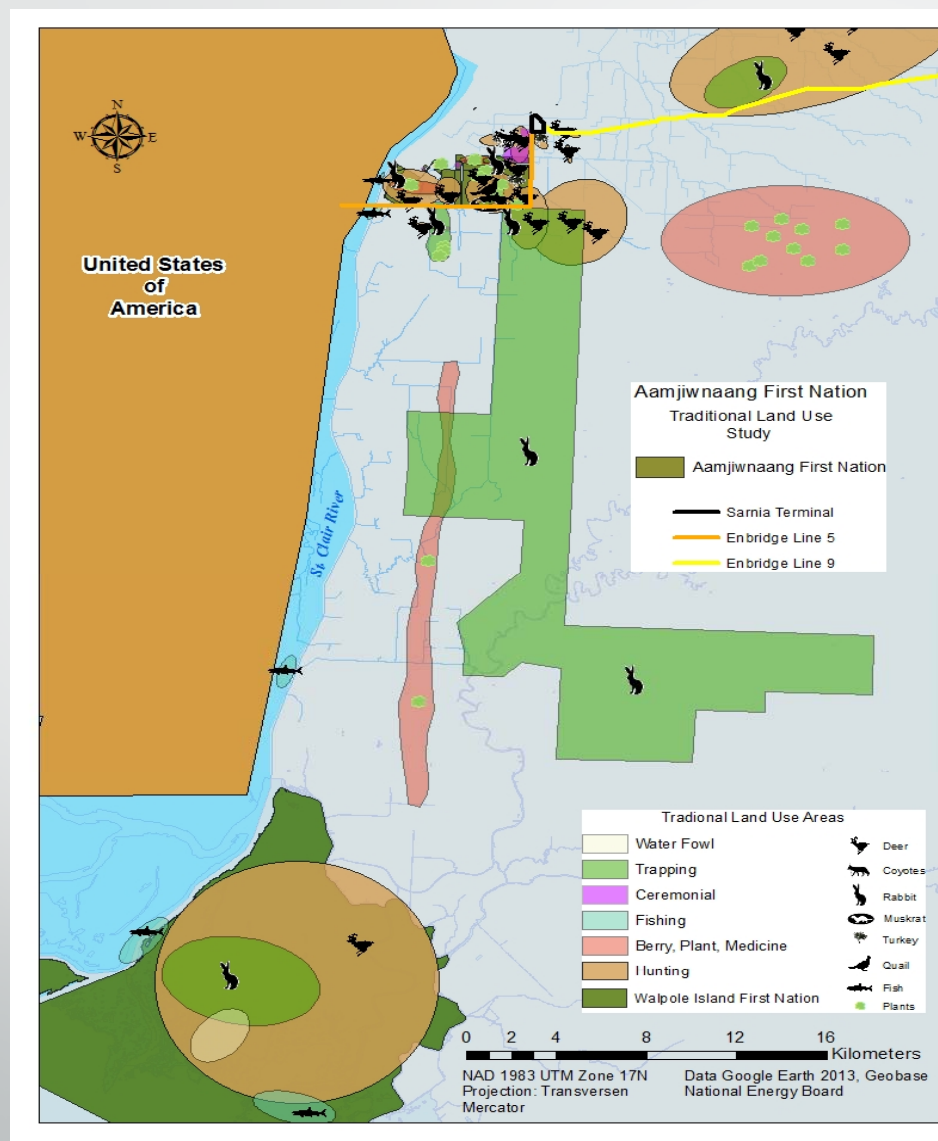 N
W E
S
United States
of
America
St. Clair River
Aamjiwnaang First Nation
Traditional Land Use
Study
Aamjiwnaang First Nation
Sarnia Terminal
Enbridge Line 5
Enbridge Line 9
Tradional Land Use Areas
Water Fowl
Trapping
Ceremonial
Fishing
Berry, Plant, Medicine
Hunting
Walpole Island First Nation
Deer
Coyotes
Rabbit
Muskrat
Turkey
Quail
Fish
Plants
0 2 4 8 12 16
Kilometers
NAD 1983 UTM Zone 17N
Projection: Transversen
Mercator
Data Google Earth 2013, Geobase
National Energy Board